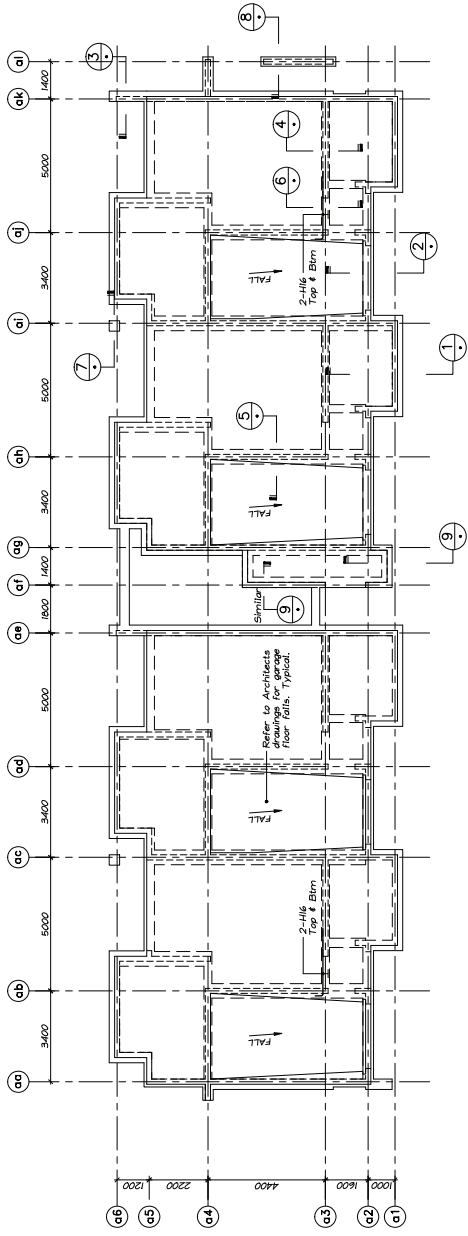 aa
ab
ac
ad
ae
af
ag
ah
ai
aj
ak
al
3400
5000
3400
5000
1800
1400
3400
5000
3400
5000
1400
a6
1200
a5
2200
a4
4400
a3
1600
a2
1000
a1
7
3
8
5
6
4
FALL
FALL
FALL
FALL
2-H16
Top & Btm
Refer to Architects
drawings for garage
floor falls. Typical.
Similar
9
2-H16
Top & Btm
9
1
2